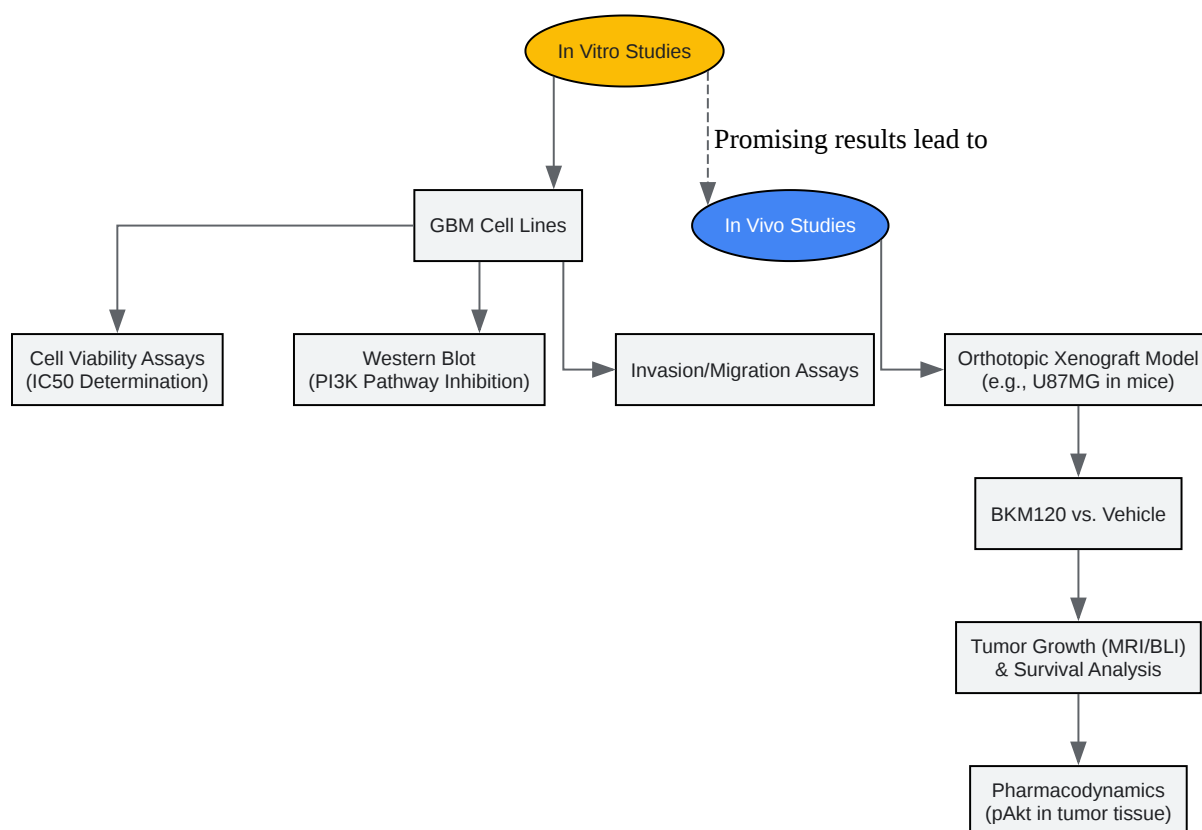 In Vitro Studies
Promising results lead to
GBM Cell Lines
In Vivo Studies
Cell Viability Assays
(IC50 Determination)
Western Blot
(PI3K Pathway Inhibition)
Invasion/Migration Assays
Orthotopic Xenograft Model
(e.g., U87MG in mice)
BKM120 vs. Vehicle
Tumor Growth (MRI/BLI)
& Survival Analysis
Pharmacodynamics
(pAkt in tumor tissue)